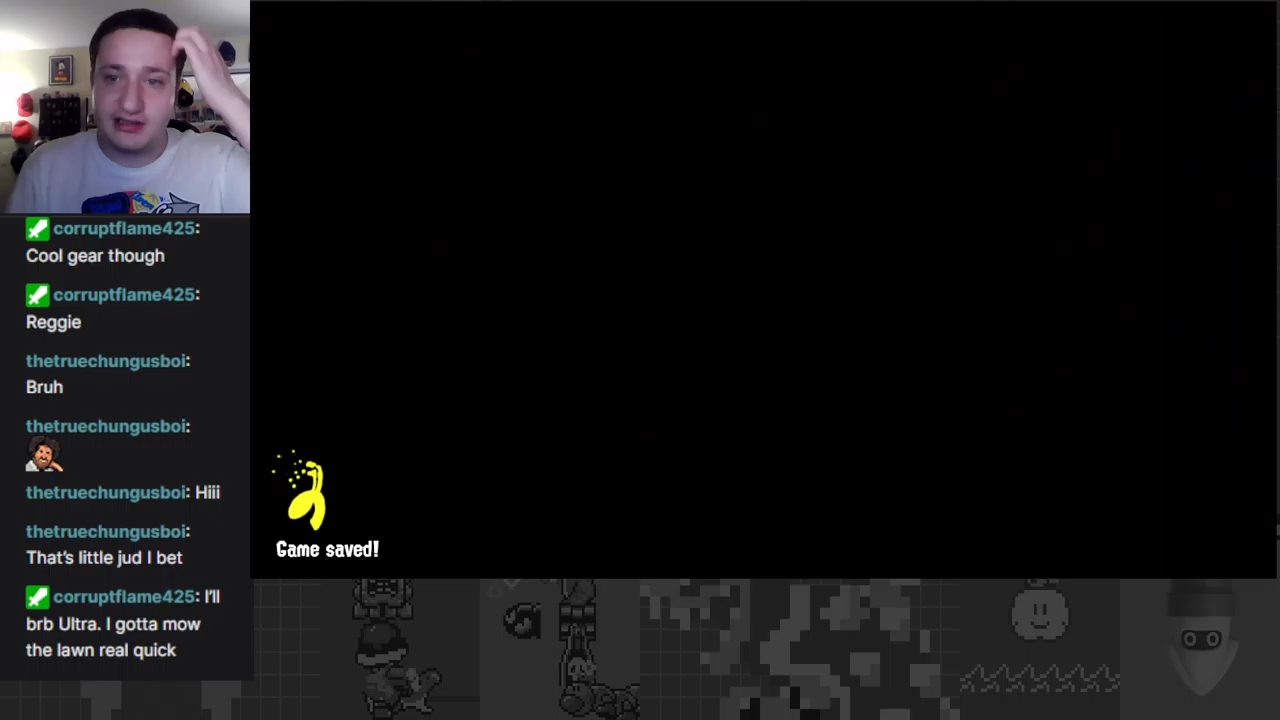 corruptflame425:
Cool gear though
corruptflame425:
Reggie
thetruechungusboi:
Bruh
thetruechungusboi:
thetruechungusboi: Hiii
thetruechungusboi:
That's little jud I bet
corruptflame425: I'll
brb Ultra. I gotta mow
the lawn real quick
Game saved!